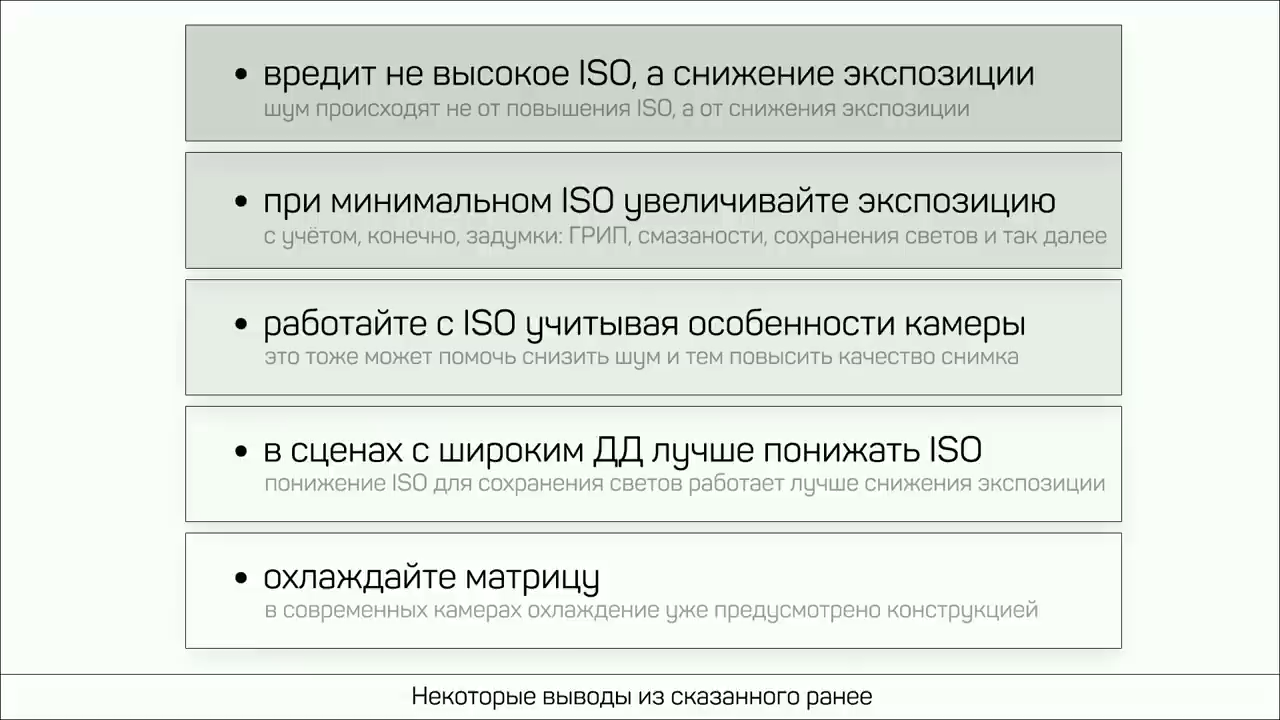 • вредит не высокое ISO, а снижение экспозиции
шум происходят не от повышения ISO, а от снижения экспозиции
• при минимальном ISO увеличивайте экспозицию
с учётом, конечно, задумки: ГРИП, смазаности, сохранения светов и так далее
• работайте с ISO учитывая особенности камеры
это тоже может помочь снизить шум и тем повысить качество снимка
• в сценах с широким ДД лучше понижать ISO
понижение ISO для сохранения светов работает лучше снижения экспозиции
• охлаждайте матрицу
в современных камерах охлаждение уже предусмотрено конструкцией
Некоторые выводы из сказанного ранее